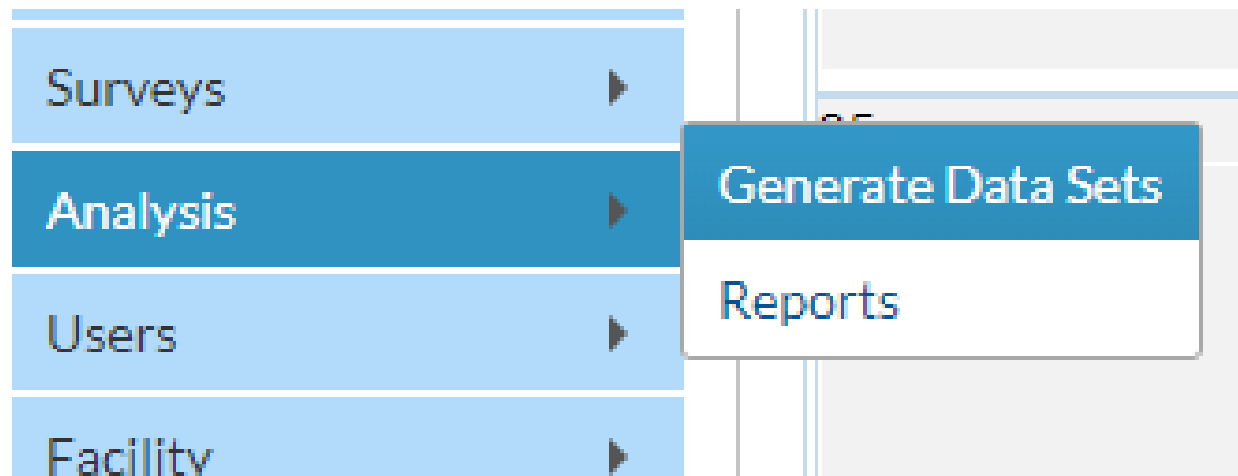 Surveys
Analysis
Generate Data Sets
Reports
Users
Facility